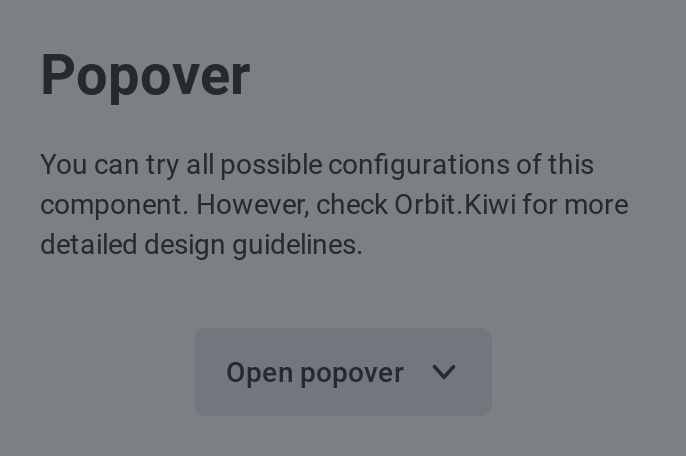 Popover
You can try all possible configurations of this
component. However, check Orbit.Kiwi for more
detailed design guidelines.
Open popover